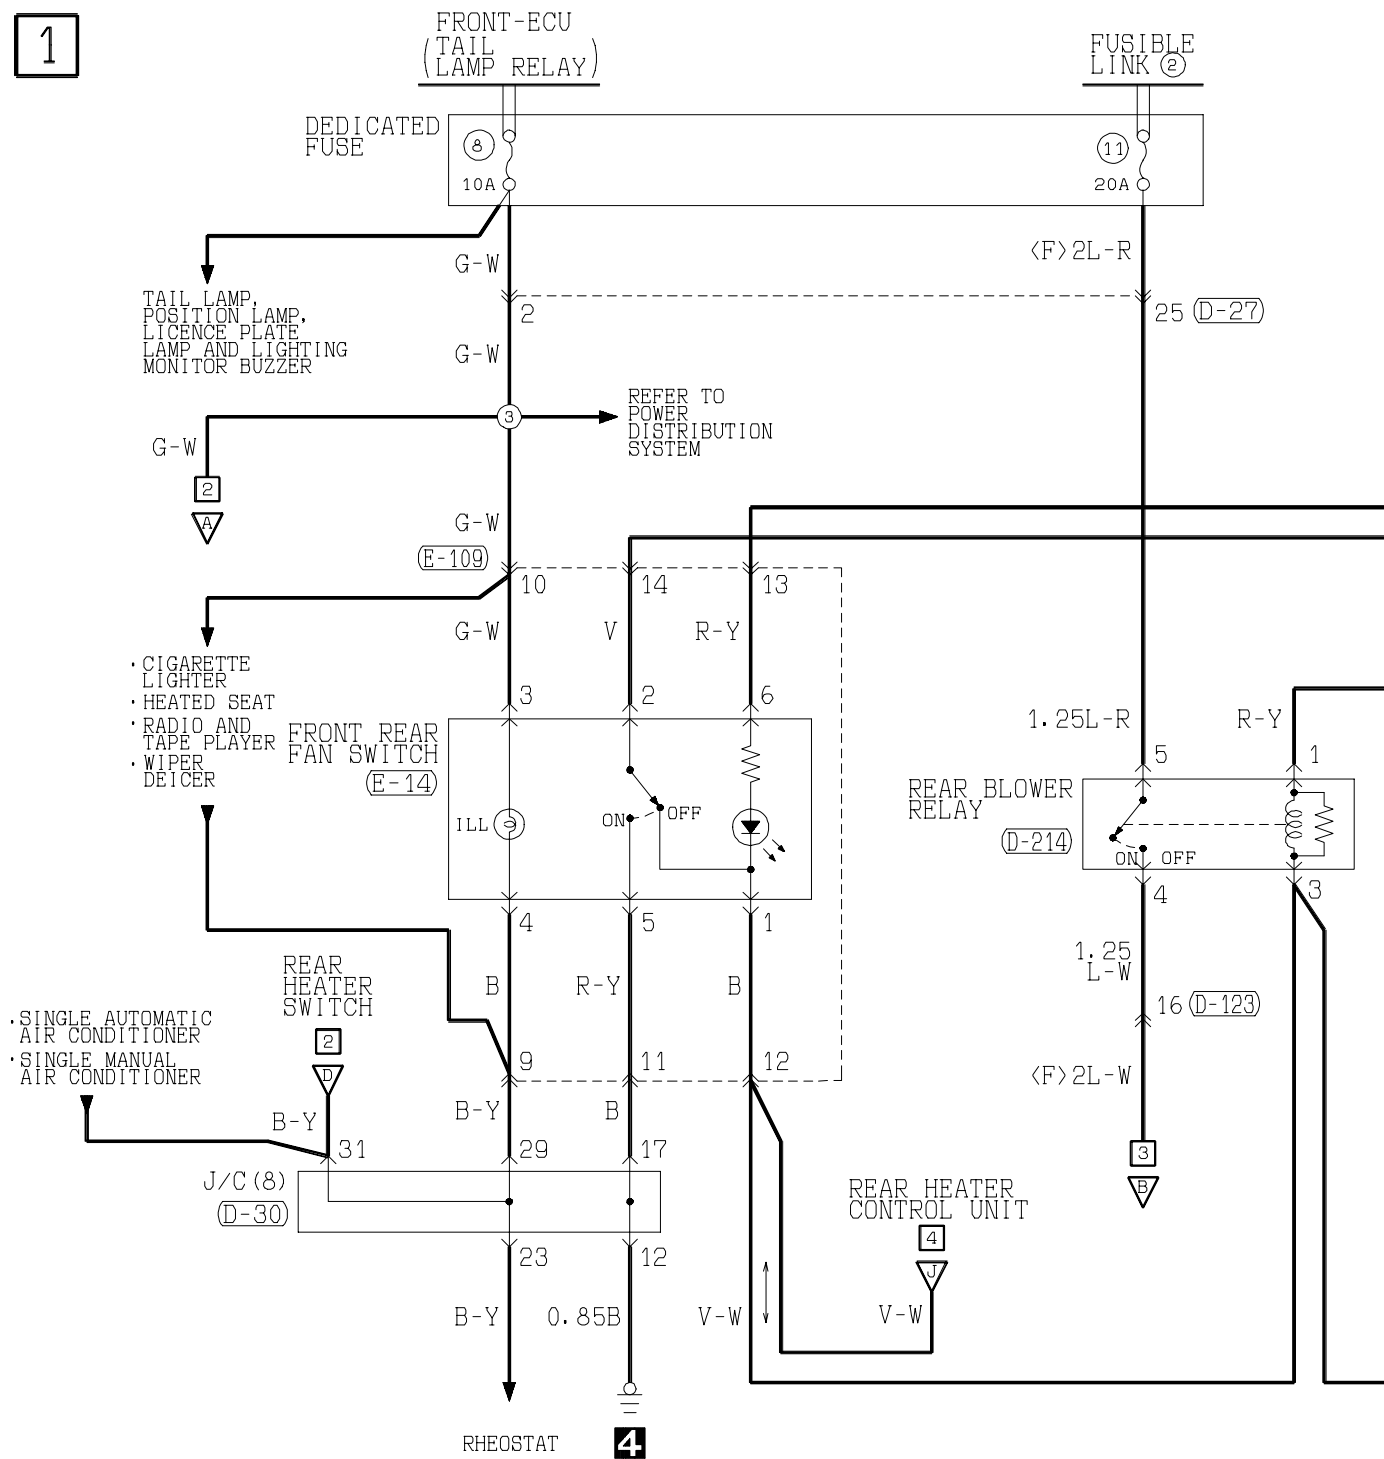 1
FRONT-ECU
(TAIL
LAMP RELAY)
FUSIBLE
LINK ②
DEDICATED
FUSE
8
10A
11
20A
G-W
<F>2L-R
2
25 (D-27)
TAIL LAMP,
POSITION LAMP,
LICENCE PLATE
LAMP AND LIGHTING
MONITOR BUZZER
G-W
3
REFER TO
POWER
DISTRIBUTION
SYSTEM
G-W
2
A
G-W
(E-109)
10
14
13
G-W
V
R-Y
·CIGARETTE
LIGHTER
·HEATED SEAT
·RADIO AND
TAPE PLAYER
·WIPER
DEICER
3
2
6
FRONT REAR
FAN SWITCH
(E-14)
ILL
ON
OFF
1.25L-R
R-Y
5
1
REAR BLOWER
RELAY
(D-214)
ON OFF
4
3
4
5
1
B
R-Y
B
1.25
L-W
16 (D-123)
REAR
HEATER
SWITCH
2
D
·SINGLE AUTOMATIC
AIR CONDITIONER
·SINGLE MANUAL
AIR CONDITIONER
9
11
12
<F>2L-W
B-Y
B-Y
B
31
29
17
3
B
J/C(8)
(D-30)
REAR HEATER
CONTROL UNIT
4
J
23
12
B-Y
0.85B
V-W
V-W
RHEOSTAT
4